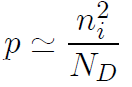 p ≃ n_i^2 / N_D